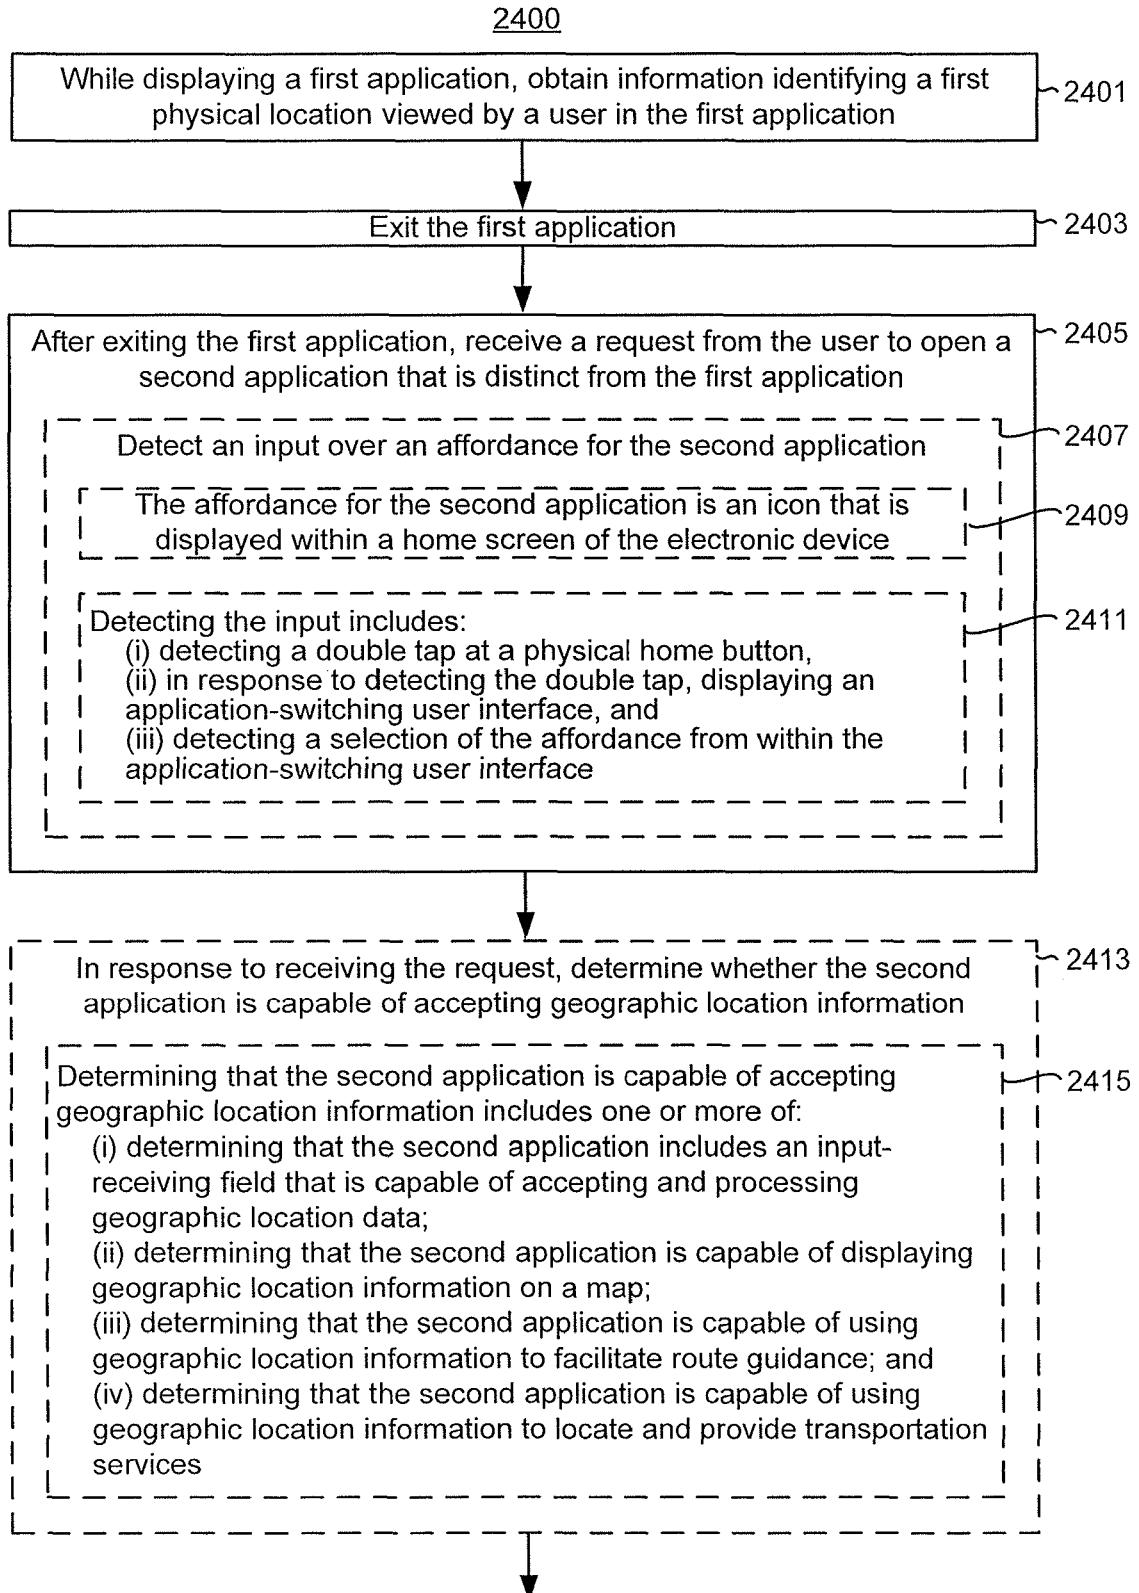 2400
While displaying a first application, obtain information identifying a first
physical location viewed by a user in the first application
2401
Exit the first application
2403
After exiting the first application, receive a request from the user to open a
second application that is distinct from the first application
2405
Detect an input over an affordance for the second application
2407
The affordance for the second application is an icon that is
displayed within a home screen of the electronic device
2409
Detecting the input includes:
(i) detecting a double tap at a physical home button,
(ii) in response to detecting the double tap, displaying an
application-switching user interface, and
(iii) detecting a selection of the affordance from within the
application-switching user interface
2411
In response to receiving the request, determine whether the second
application is capable of accepting geographic location information
2413
Determining that the second application is capable of accepting
geographic location information includes one or more of:
(i) determining that the second application includes an input-
receiving field that is capable of accepting and processing
geographic location data;
(ii) determining that the second application is capable of displaying
geographic location information on a map;
(iii) determining that the second application is capable of using
geographic location information to facilitate route guidance; and
(iv) determining that the second application is capable of using
geographic location information to locate and provide transportation
services
2415